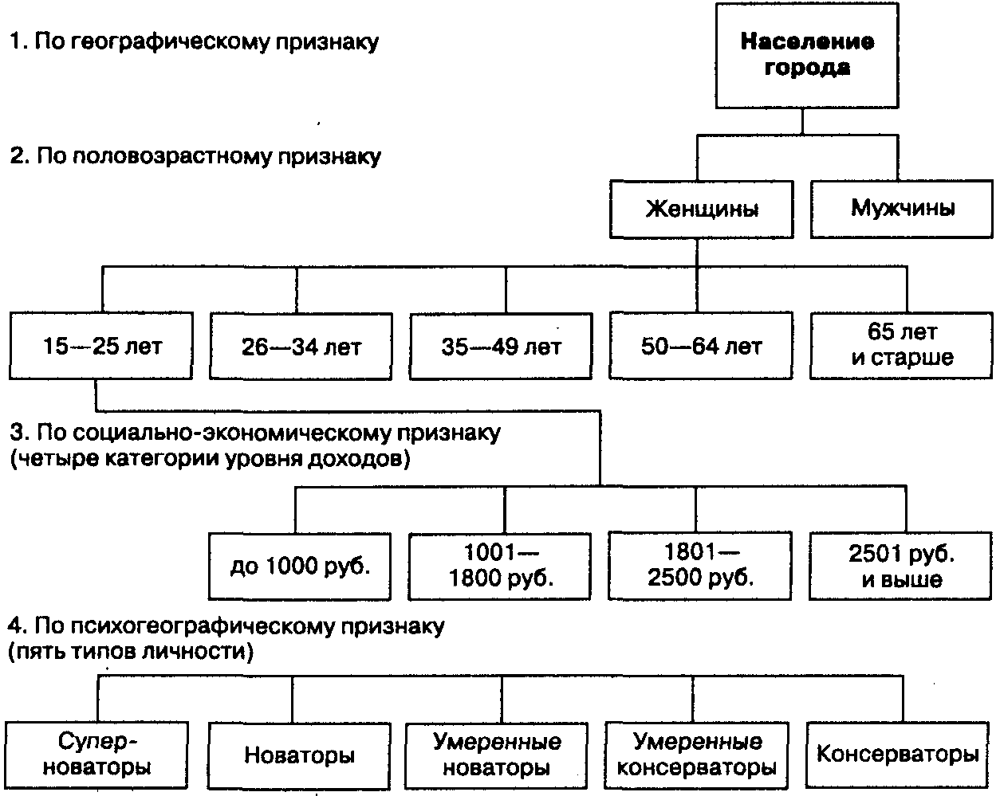 1. По географическому признаку
Население
города
2. По половозрастному признаку
Женщины
Мужчины
15—25 лет
26—34 лет
35—49 лет
50—64 лет
65 лет
и старше
3. По социально-экономическому признаку
(четыре категории уровня доходов)
до 1000 руб.
1001—
1800 руб.
1801—
2500 руб.
2501 руб.
и выше
4. По психогеографическому признаку
(пять типов личности)
Супер-
новаторы
Новаторы
Умеренные
новаторы
Умеренные
консерваторы
Консерваторы